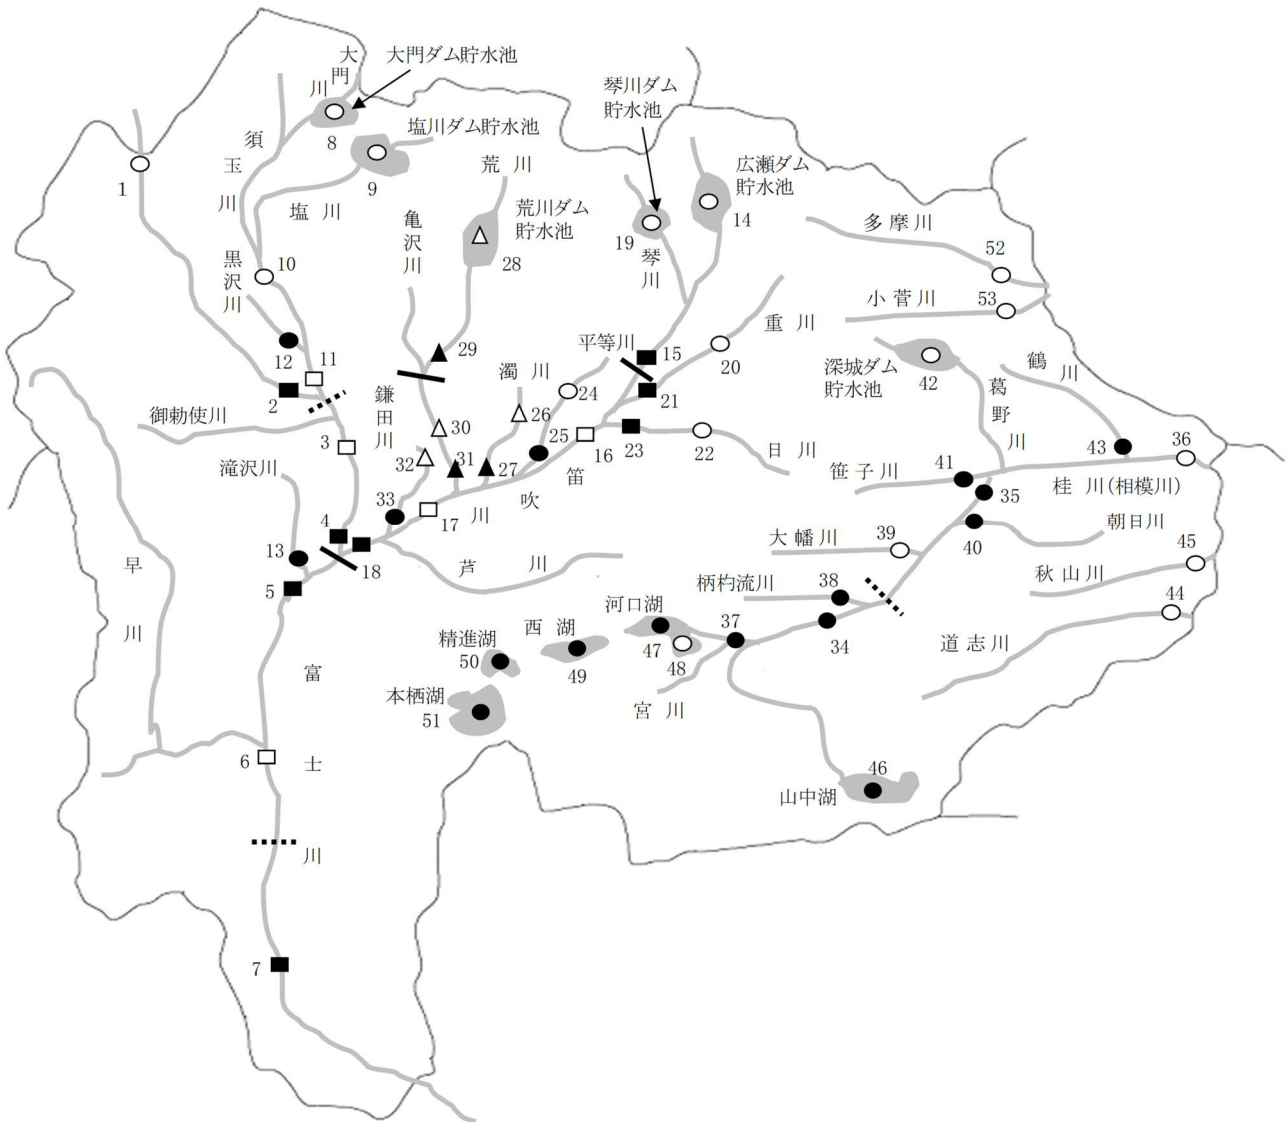 大門川
大門ダム貯水池
8
須玉川
塩川ダム貯水池
9
塩川
1
荒川
荒川ダム
貯水池
28
亀沢川
琴川ダム
貯水池
19
琴川
広瀬ダム
貯水池
14
多摩川
52
小菅川
53
10
黒沢川
12
11
2
御勅使川
3
29
鎌田川
30
濁川
26
平等川
24
15
重川
20
21
25
16
23
22
日川
深城ダム
貯水池
42
葛野川
鶴川
43
36
笹子川
41
35
桂川(相模川)
滝沢川
32
31
27
33
17
笛吹川
4
13
18
5
芦川
大幡川
39
40
朝日川
45
秋山川
44
早川
柄杓流川
38
河口湖
37
34
道志川
西湖
47
48
49
精進湖
50
本栖湖
51
宮川
富士川
6
46
山中湖
7